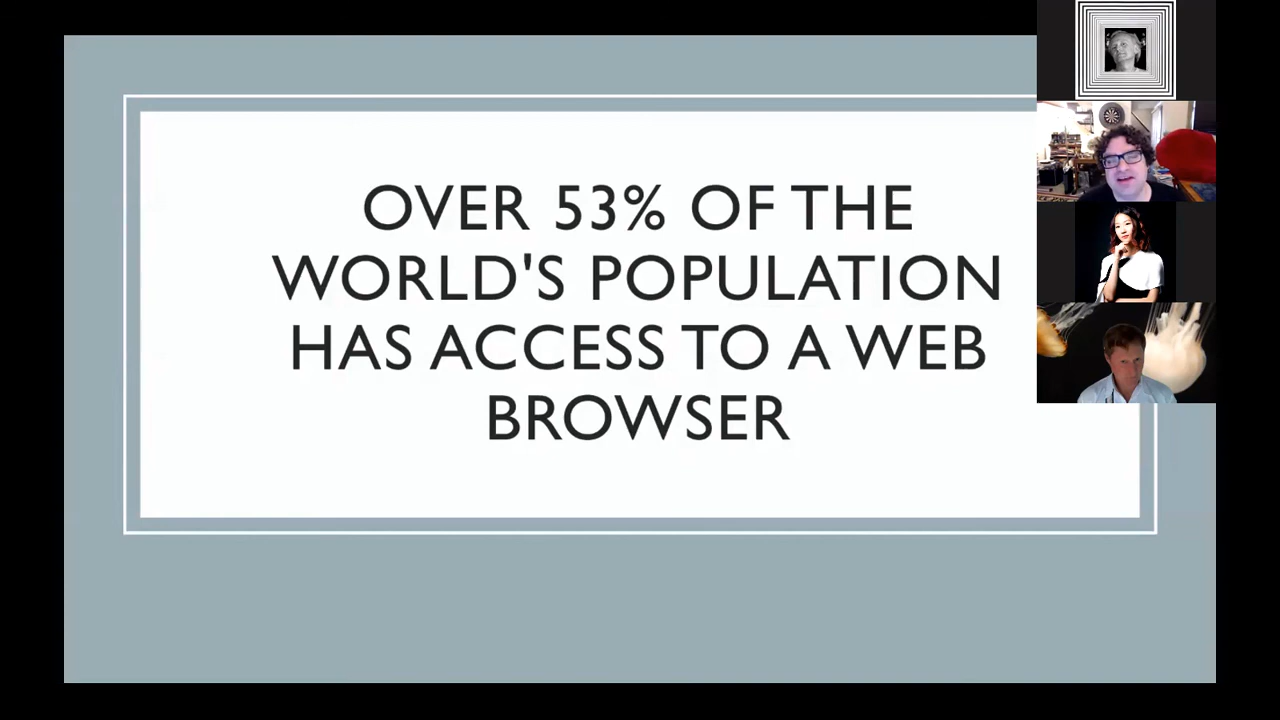 OVER 53% OF THE
WORLD'S POPULATION
HAS ACCESS TO A WEB
BROWSER